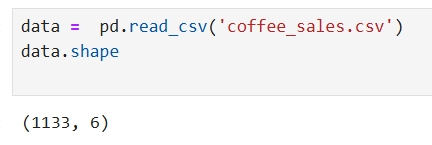 data =  pd.read_csv('coffee_sales.csv')
data.shape
(1133, 6)